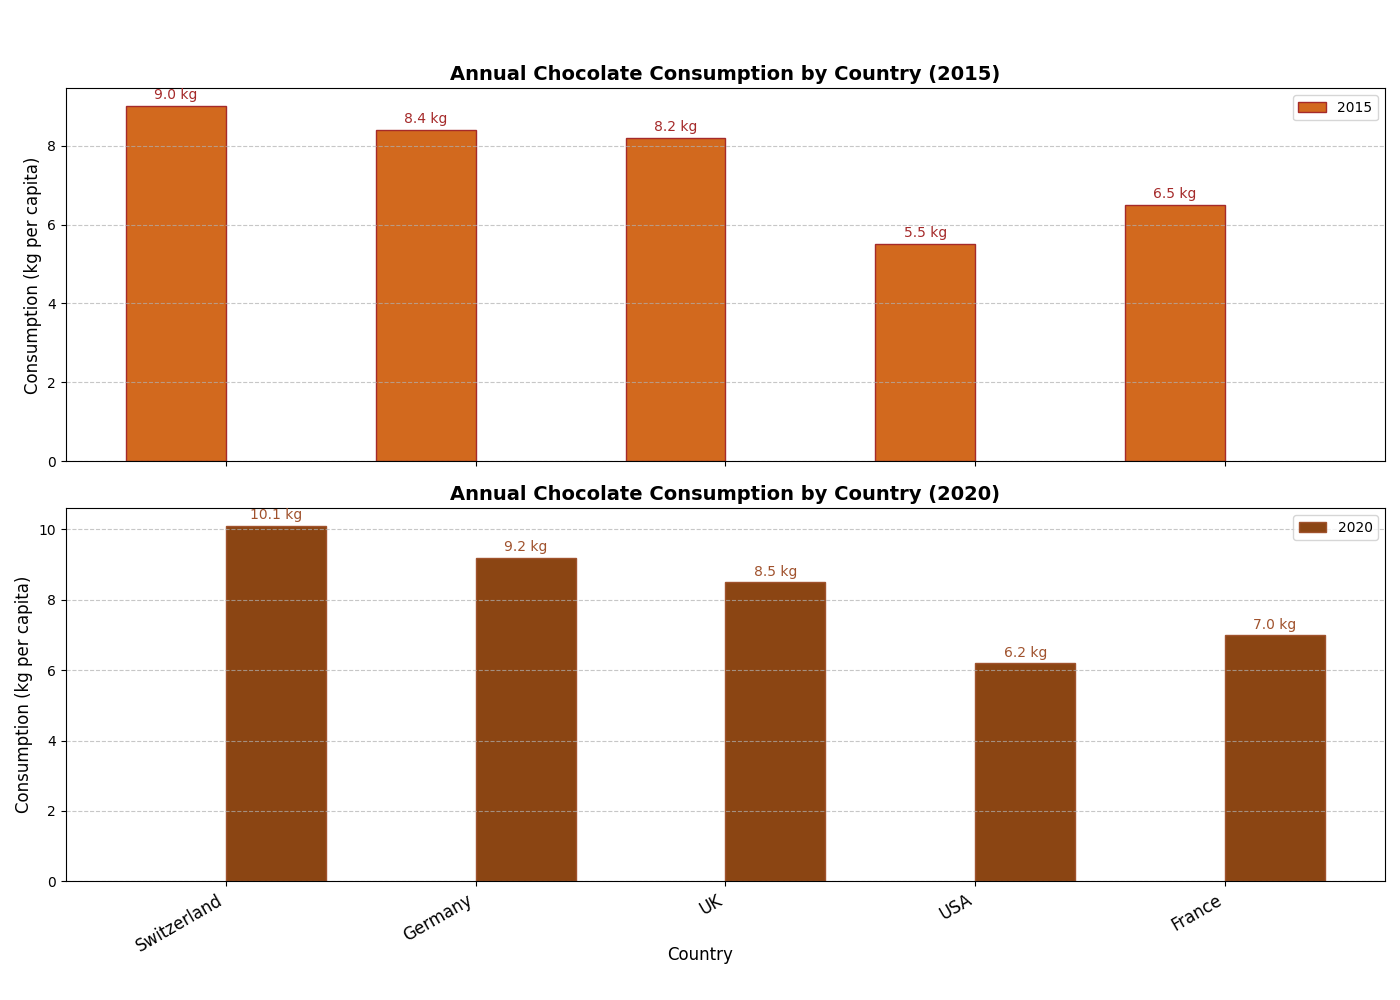 Annual Chocolate Consumption by Country (2015)
9.0 kg
8.4 kg
8.2 kg
5.5 kg
6.5 kg
2015
8
6
4
2
0
Consumption (kg per capita)
Annual Chocolate Consumption by Country (2020)
10.1 kg
9.2 kg
8.5 kg
6.2 kg
7.0 kg
2020
10
8
6
4
2
0
Consumption (kg per capita)
Switzerland
Germany
UK
USA
France
Country